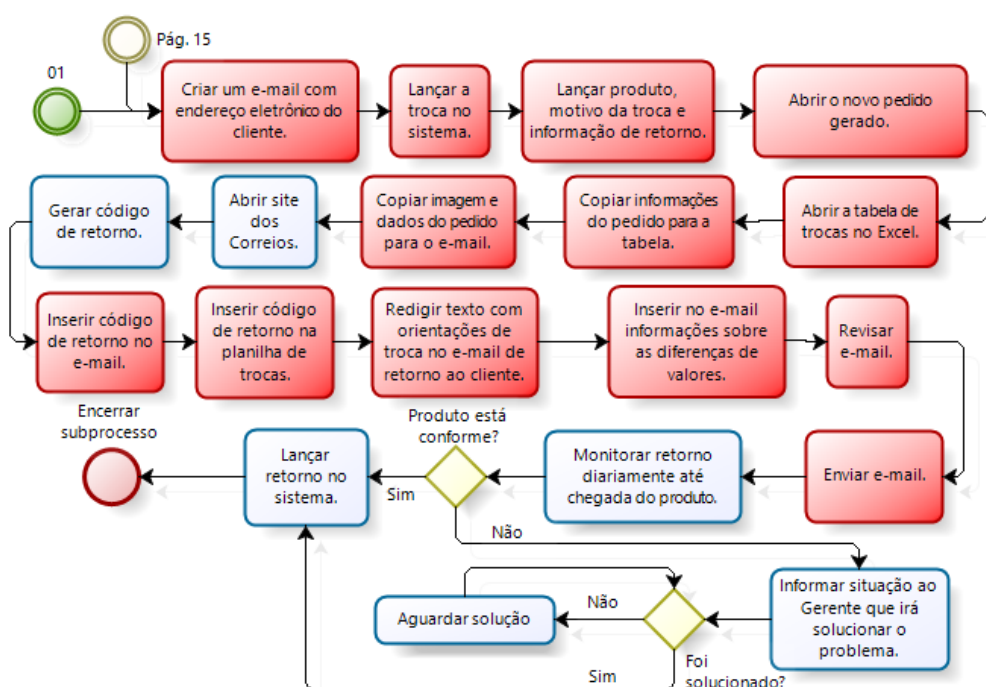 Pág. 15
01
Criar um e-mail com
endereço eletrônico do
cliente.
Lançar a
troca no
sistema.
Lançar produto,
motivo da troca e
informação de retorno.
Abrir o novo pedido
gerado.
Gerar código
de retorno.
Abrir site
dos
Correios.
Copiar imagem e
dados do pedido
para o e-mail.
Copiar informações
do pedido para a
tabela.
Abrir a tabela de
trocas no Excel.
Inserir código
de retorno no
e-mail.
Inserir código
de retorno na
planilha de
trocas.
Redigir texto com
orientações de
troca no e-mail de
retorno ao cliente.
Inserir no e-mail
informações sobre
as diferenças de
valores.
Revisar
e-mail.
Encerrar
subprocesso
Lançar
retorno no
sistema.
Sim
Produto está
conforme?
Monitorar retorno
diariamente até
chegada do produto.
Enviar e-mail.
Não
Aguardar solução
Não
Informar situação ao
Gerente que irá
solucionar o
problema.
Sim
Foi
solucionado?